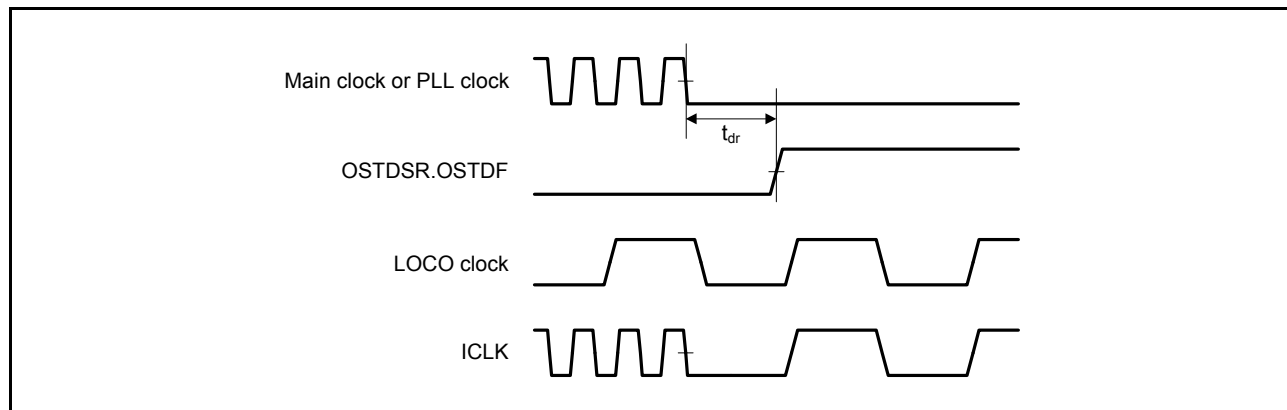 Main clock or PLL clock
tdr
OSTDSR.OSTDF
LOCO clock
ICLK